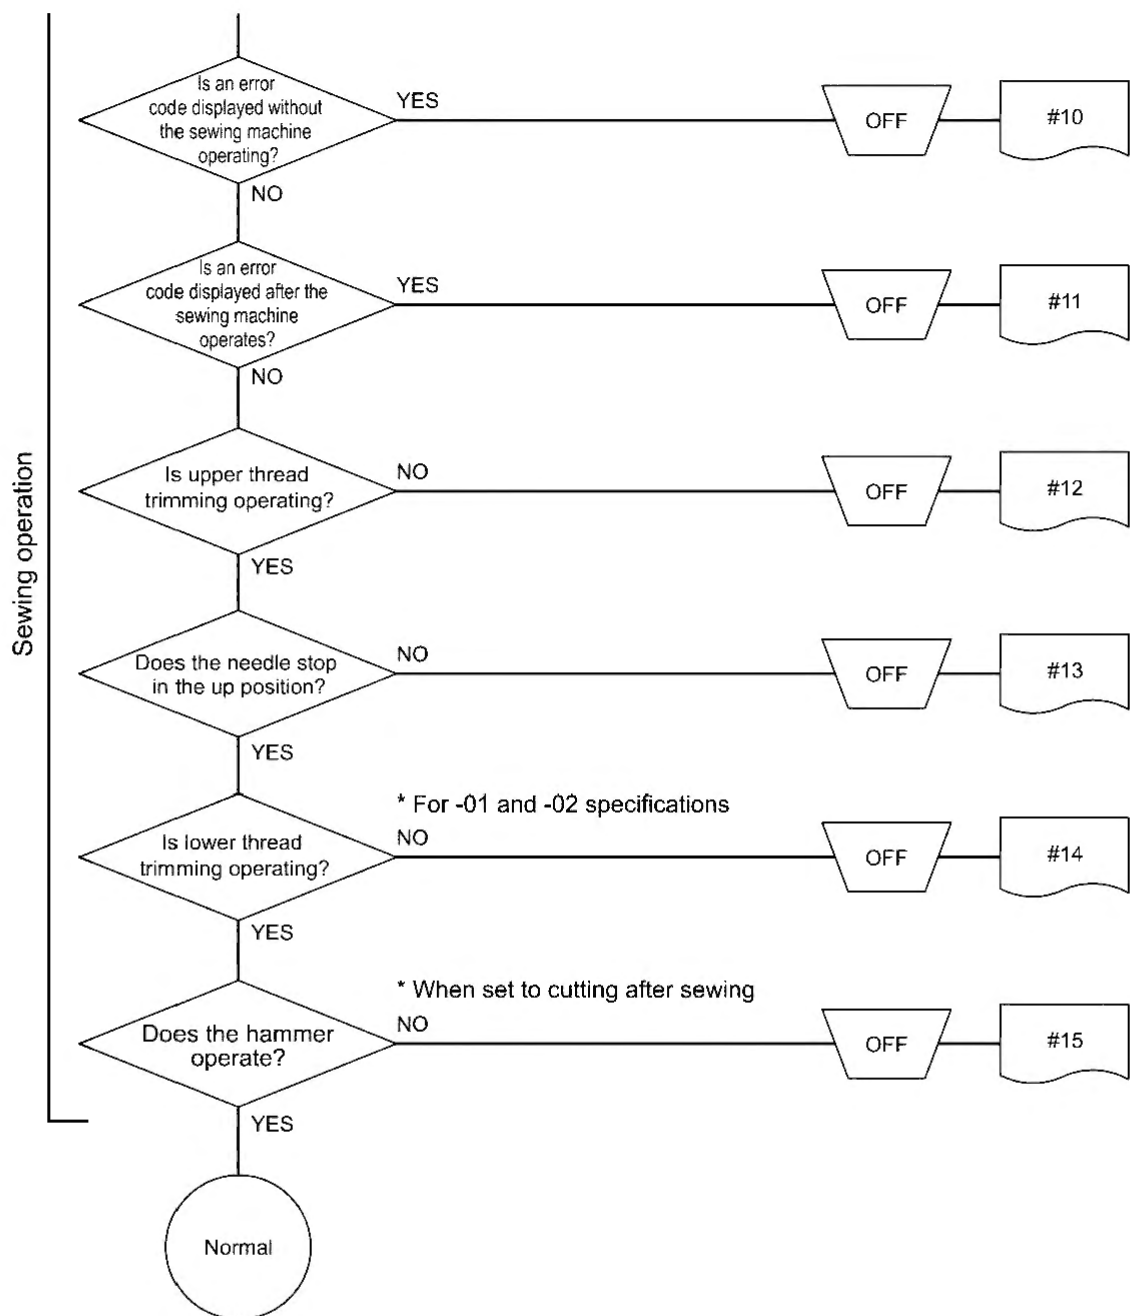 Is an error
code displayed without
the sewing machine
operating?
YES
OFF
#10
NO
Is an error
code displayed after the
sewing machine
operates?
YES
OFF
#11
NO
Is upper thread
trimming operating?
NO
OFF
#12
YES
Does the needle stop
in the up position?
NO
OFF
#13
YES
* For -01 and -02 specifications
Is lower thread
trimming operating?
NO
OFF
#14
YES
* When set to cutting after sewing
Does the hammer
operate?
NO
OFF
#15
YES
Normal
Sewing operation